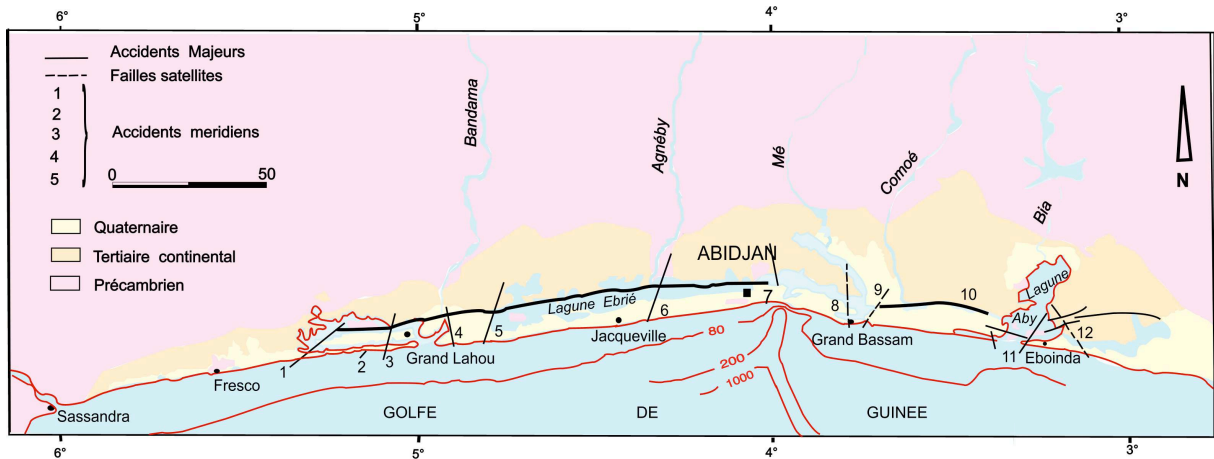 6° 5° 4° 3°
Accidents Majeurs
Failles satellites
1
2
3
4
5
Accidents meridiens
0 50
Quaternaire
Tertiaire continental
Précambrien
N
Bandama
Agnéby
Mé
Comoé
Bia
ABIDJAN
Lagune Ebrié
Lagune
Aby
1 2 3 4 5 6 7 8 9 10 11 12
Sassandra
Fresco
Grand Lahou
Jacqueville
Grand Bassam
Eboinda
80
200
1000
GOLFE DE GUINEE
6° 5° 4° 3°